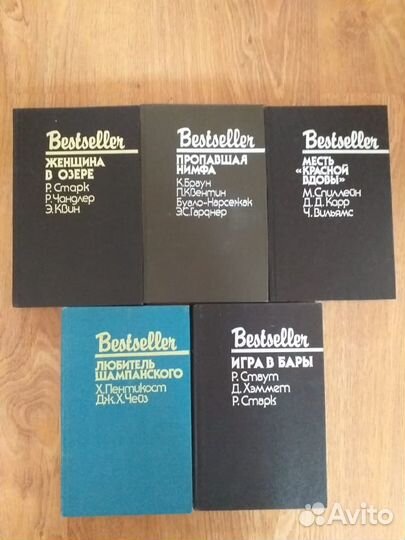 Bestseller
ЖЕНЩИНА
В ОЗЕРЕ
Р. Старк
Р. Чандлер
Э. Квин
Bestseller
ПРОПАВШАЯ
НИМФА
К. Браун
П. Квентин
Буало-Нарсежак
Э.С. Гарднер
Bestseller
МЕСТЬ
«КРАСНОЙ
ВДОВЫ»
М. Спиллейн
Д. Д. Карр
Ч. Вильямс
Bestseller
ЛЮБИТЕЛЬ
ШАМПАНСКОГО
Х. Пентикост
Дж. Х. Чейз
Bestseller
ИГРА В БАРЫ
Р. Стаут
Д. Хэммет
Р. Старк
Avito